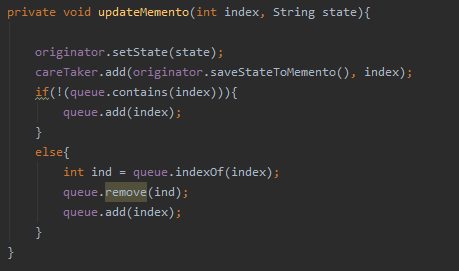 private void updateMemento(int index, String state){
originator.setState(state);
careTaker.add(originator.saveStateToMemento(), index);
if(!(queue.contains(index))){
queue.add(index);
}
else{
int ind = queue.indexOf(index);
queue.remove(ind);
queue.add(index);
}
}